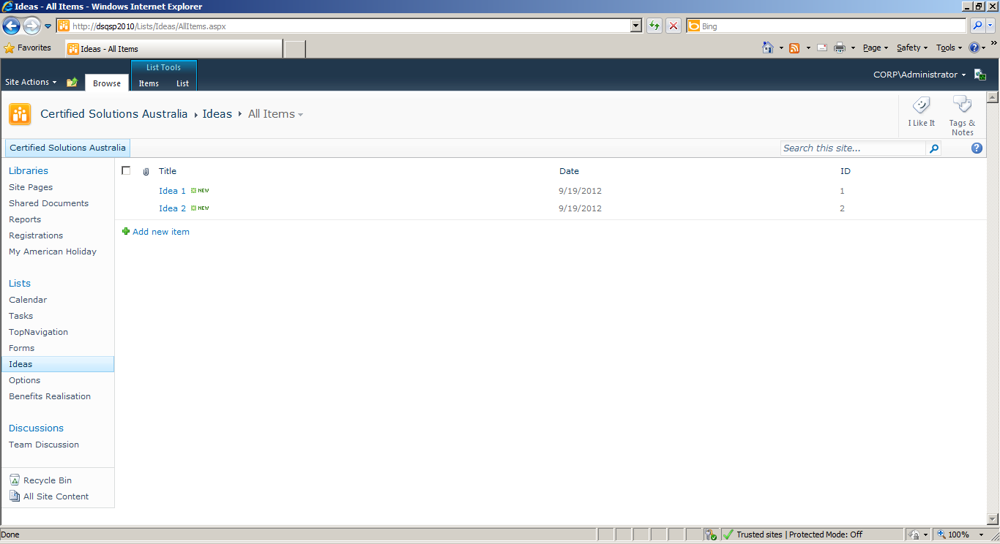 Ideas - All Items - Windows Internet Explorer
http://dsqsp2010/Lists/Ideas/AllItems.aspx
Bing
Favorites
Ideas - All Items
Page
Safety
Tools
»
Site Actions
Browse
List Tools
Items
List
CORP\Administrator
Certified Solutions Australia
Ideas
All Items
I Like It
Tags &
Notes
Certified Solutions Australia
Search this site...
Libraries
Site Pages
Shared Documents
Reports
Registrations
My American Holiday
Lists
Calendar
Tasks
TopNavigation
Forms
Ideas
Options
Benefits Realisation
Discussions
Team Discussion
Recycle Bin
All Site Content
Title Date ID
Idea 1 NEW 9/19/2012 1
Idea 2 NEW 9/19/2012 2
Add new item
Done
Trusted sites | Protected Mode: Off
100%